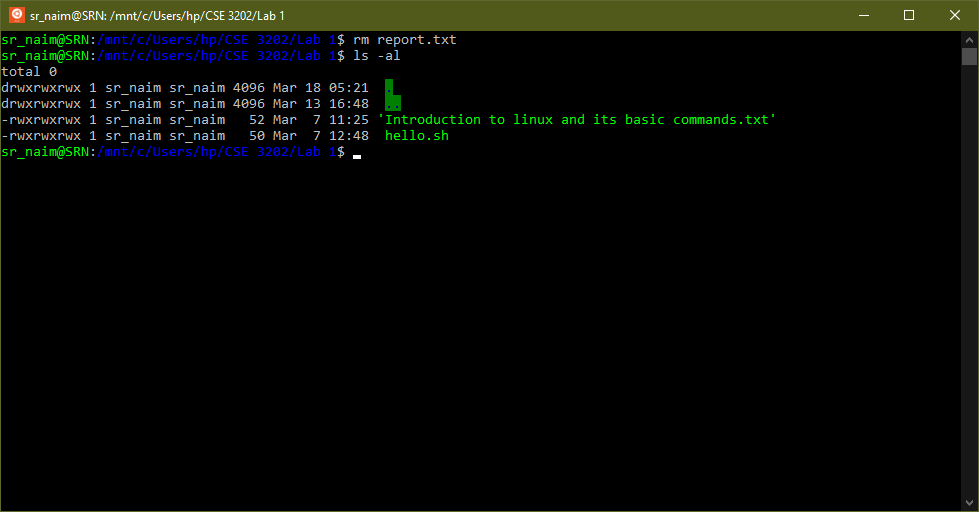 sr_naim@SRN: /mnt/c/Users/hp/CSE 3202/Lab 1
sr_naim@SRN:/mnt/c/Users/hp/CSE 3202/Lab 1$ rm report.txt
sr_naim@SRN:/mnt/c/Users/hp/CSE 3202/Lab 1$ ls -al
total 0
drwxrwxrwx 1 sr_naim sr_naim 4096 Mar 18 05:21  .
drwxrwxrwx 1 sr_naim sr_naim 4096 Mar 13 16:48  ..
-rwxrwxrwx 1 sr_naim sr_naim   52 Mar  7 11:25 'Introduction to linux and its basic commands.txt'
-rwxrwxrwx 1 sr_naim sr_naim   50 Mar  7 12:48  hello.sh
sr_naim@SRN:/mnt/c/Users/hp/CSE 3202/Lab 1$